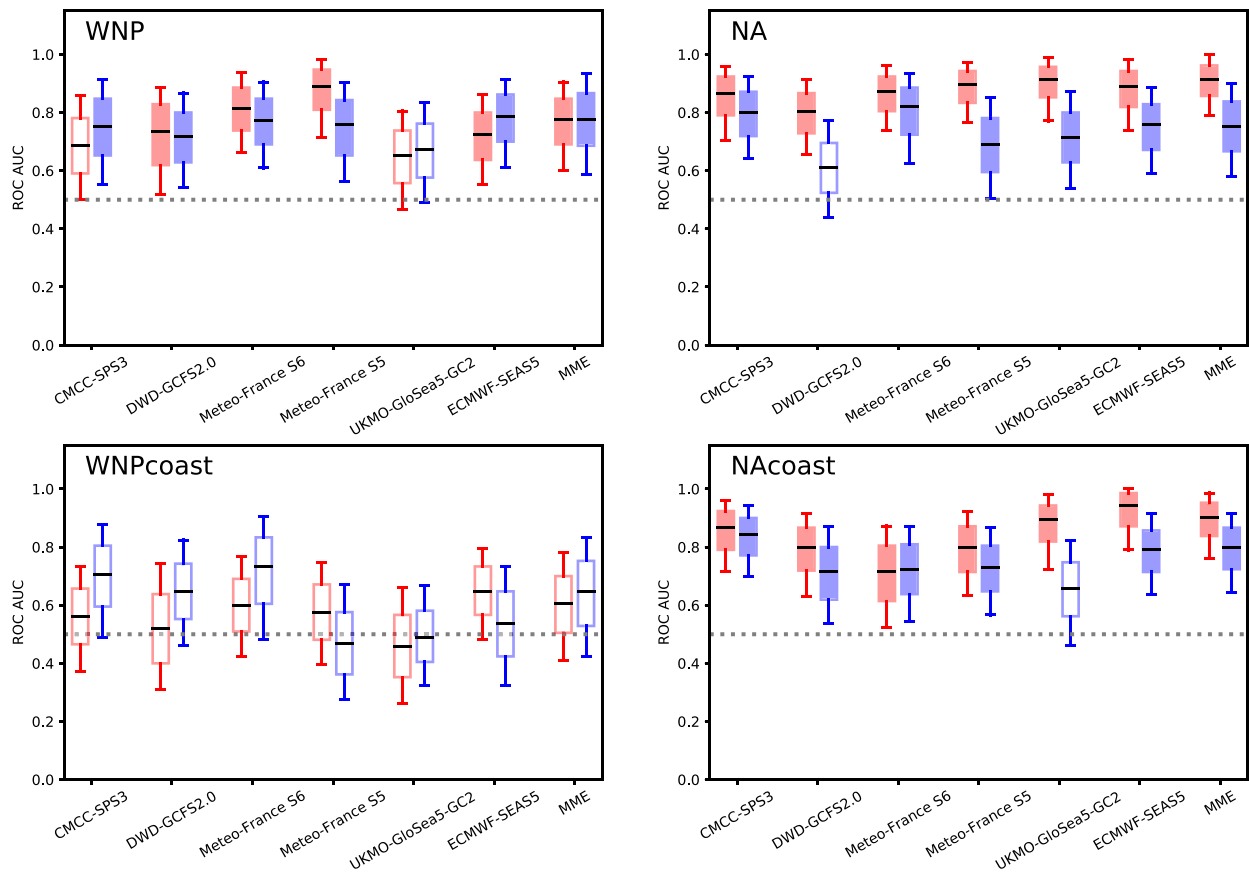 WNP
ROC AUC
1.0
0.8
0.6
0.4
0.2
0.0
CMCC-SPS3
DWD-GCFS2.0
Meteo-France S6
Meteo-France S5
UKMO-GloSea5-GC2
ECMWF-SEAS5
MME
NA
ROC AUC
1.0
0.8
0.6
0.4
0.2
0.0
CMCC-SPS3
DWD-GCFS2.0
Meteo-France S6
Meteo-France S5
UKMO-GloSea5-GC2
ECMWF-SEAS5
MME
WNPcoast
ROC AUC
1.0
0.8
0.6
0.4
0.2
0.0
CMCC-SPS3
DWD-GCFS2.0
Meteo-France S6
Meteo-France S5
UKMO-GloSea5-GC2
ECMWF-SEAS5
MME
NAcoast
ROC AUC
1.0
0.8
0.6
0.4
0.2
0.0
CMCC-SPS3
DWD-GCFS2.0
Meteo-France S6
Meteo-France S5
UKMO-GloSea5-GC2
ECMWF-SEAS5
MME